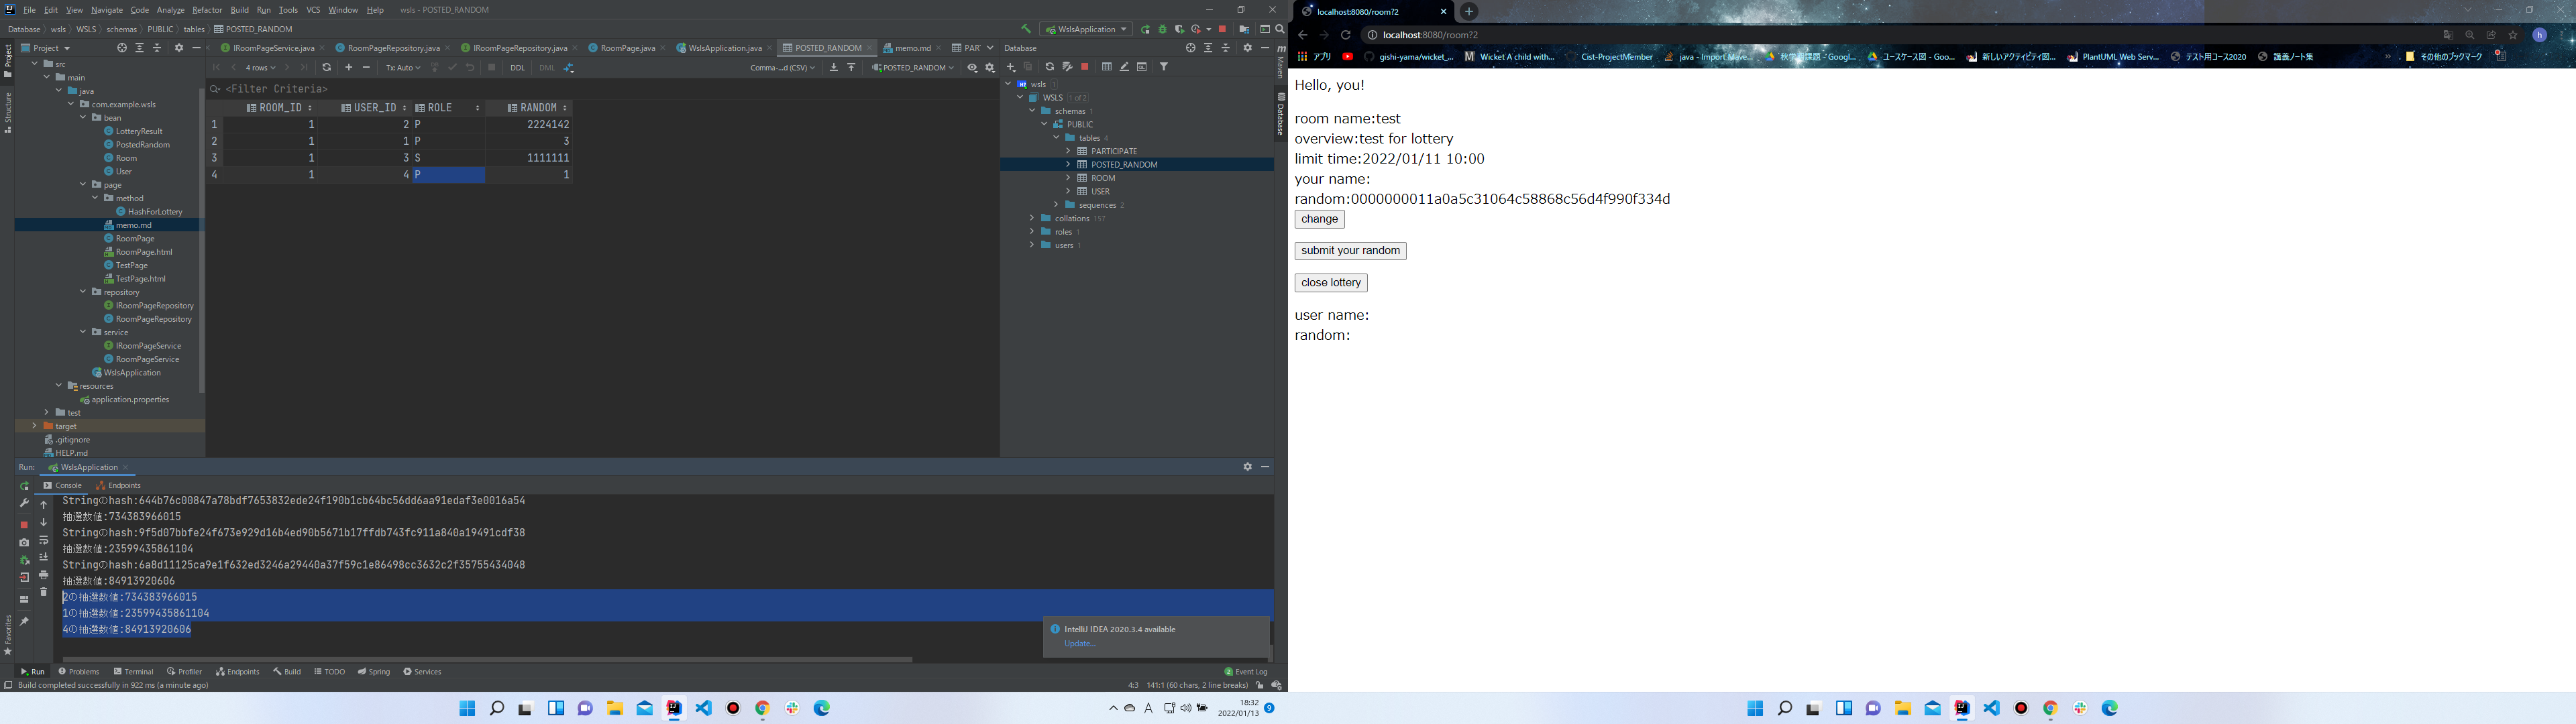 File Edit View Navigate Code Analyze Refactor Build Run Tools VCS Window Help wsls - POSTED_RANDOM
Database wsls WSLS schemas PUBLIC tables POSTED_RANDOM
WslsApplication
Project
IRoomPageService.java RoomPageRepository.java IRoomPageRepository.java RoomPage.java WslsApplication.java POSTED_RANDOM memo.md PAR
Database
4 rows Tx: Auto DDL DML Comma-...d (CSV) POSTED_RANDOM
<Filter Criteria>
ROOM_ID USER_ID ROLE RANDOM
1 1 2 P 2224142
2 1 1 P 3
3 1 3 S 1111111
4 1 4 P 1
Project
Structure
Favorites
src
main
java
com.example.wsls
bean
LotteryResult
PostedRandom
Room
User
page
method
HashForLottery
memo.md
RoomPage
RoomPage.html
TestPage
TestPage.html
repository
IRoomPageRepository
RoomPageRepository
service
IRoomPageService
RoomPageService
WslsApplication
resources
application.properties
test
target
.gitignore
HELP.md
wsls 1
WSLS 1 of 2
schemas 1
PUBLIC
tables 4
PARTICIPATE
POSTED_RANDOM
ROOM
USER
sequences 2
collations 157
roles 1
users 1
Maven
Database
Run: WslsApplication
Console Endpoints
Stringのhash:644b76c00847a78bdf7653832ede24f190b1cb64bc56dd6aa91edaf3e0016a54
抽選数値:734383966015
Stringのhash:9f5d07bbfe24f673e929d16b4ed90b5671b17ffdb743fc911a840a19491cdf38
抽選数値:23599435861104
Stringのhash:6a8d11125ca9e1f632ed3246a29440a37f59c1e86498cc3632c2f35755434048
抽選数値:84913920606
2の抽選数値:734383966015
1の抽選数値:23599435861104
4の抽選数値:84913920606
IntelliJ IDEA 2020.3.4 available
Update...
Run Problems Terminal Profiler Endpoints Build TODO Spring Services 2 Event Log
Build completed successfully in 922 ms (a minute ago) 4:3 141:1 (60 chars, 2 line breaks)
A 18:32
2022/01/13 9
localhost:8080/room?2
localhost:8080/room?2
アプリ gishi-yama/wicket_... Wicket A child with... Cist-ProjectMember java - Import Mave... 秋学期課題 - Googl... ユースケース図 - Goo... 新しいアクティビティ図... PlantUML Web Serv... テスト用コース2020 講義ノート集 » その他のブックマーク
Hello, you!
room name:test
overview:test for lottery
limit time:2022/01/11 10:00
your name:
random:0000000011a0a5c31064c58868c56d4f990f334d
change
submit your random
close lottery
user name:
random: